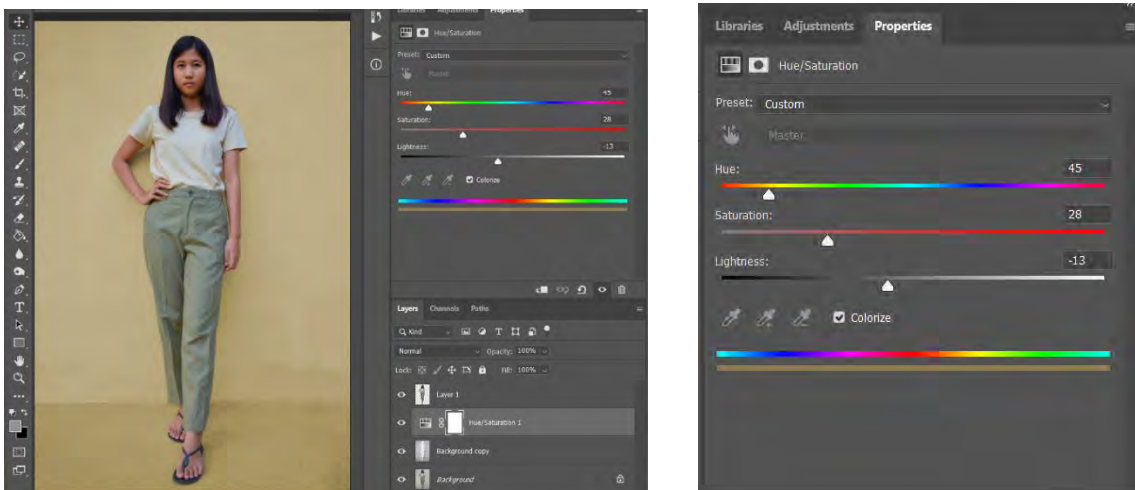 Libraries Adjustments Properties
Hue/Saturation
Preset: Custom
Master
Hue: 45
Saturation: 28
Lightness: -13
Colorize
Layers Channels Paths
Kind
Normal Opacity: 100%
Lock: Fill: 100%
Layer 1
Hue/Saturation 1
Background copy
Background
Libraries Adjustments Properties
Hue/Saturation
Preset: Custom
Master
Hue: 45
Saturation: 28
Lightness: -13
Colorize